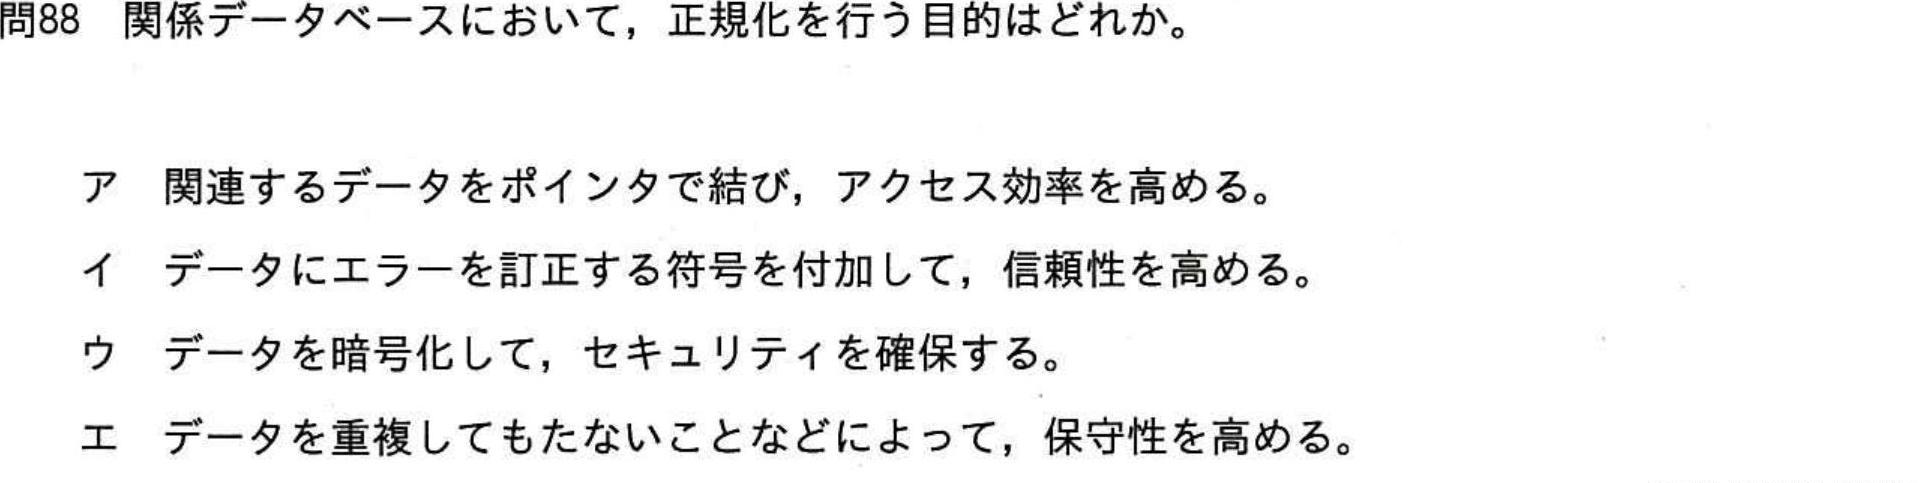 問88　関係データベースにおいて，正規化を行う目的はどれか。
ア　関連するデータをポインタで結び，アクセス効率を高める。
イ　データにエラーを訂正する符号を付加して，信頼性を高める。
ウ　データを暗号化して，セキュリティを確保する。
エ　データを重複してもたないことなどによって，保守性を高める。